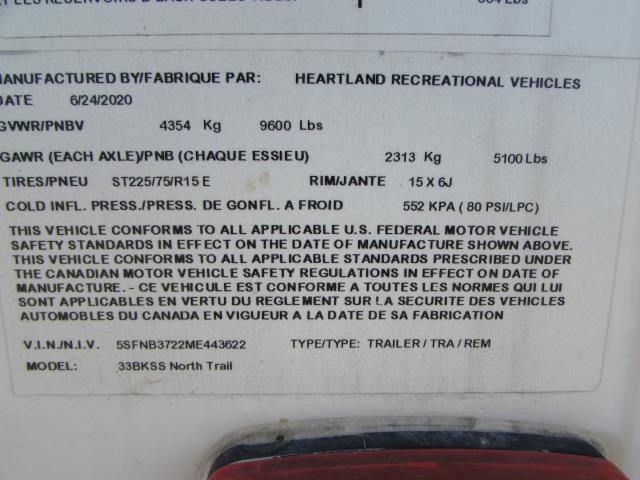 MANUFACTURED BY/FABRIQUE PAR: HEARTLAND RECREATIONAL VEHICLES
DATE 6/24/2020
GVWR/PNBV 4354 Kg 9600 Lbs
GAWR (EACH AXLE)/PNB (CHAQUE ESSIEU) 2313 Kg 5100 Lbs
TIRES/PNEU ST225/75/R15 E RIM/JANTE 15 X 6J
COLD INFL. PRESS./PRESS. DE GONFL. A FROID 552 KPA ( 80 PSI/LPC)
THIS VEHICLE CONFORMS TO ALL APPLICABLE U.S. FEDERAL MOTOR VEHICLE
SAFETY STANDARDS IN EFFECT ON THE DATE OF MANUFACTURE SHOWN ABOVE.
THIS VEHICLE CONFORMS TO ALL APPLICABLE STANDARDS PRESCRIBED UNDER
THE CANADIAN MOTOR VEHICLE SAFETY REGULATIONS IN EFFECT ON DATE OF
MANUFACTURE. - CE VEHICULE EST CONFORME A TOUTES LES NORMES QUI LUI
SONT APPLICABLES EN VERTU DU REGLEMENT SUR LA SECURITE DES VEHICLES
AUTOMOBILES DU CANADA EN VIGUEUR A LA DATE DE SA FABRICATION
V.I.N./N.I.V. 5SFNB3722ME443622 TYPE/TYPE: TRAILER / TRA / REM
MODEL: 33BKSS North Trail